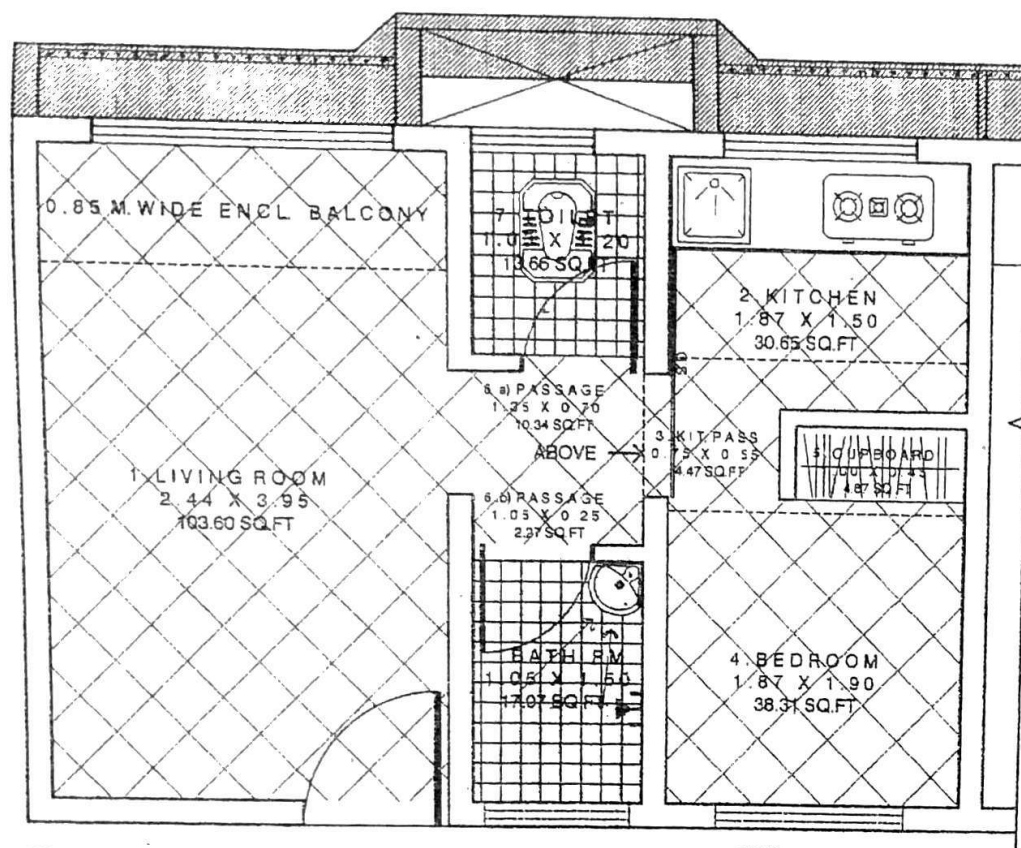 0.85 M. WIDE ENCL. BALCONY
7. TOILET
13.66 SQ.FT
2. KITCHEN
1.87 X 1.50
30.65 SQ.FT
6. a) PASSAGE
1.35 X 0.70
10.34 SQ.FT
ABOVE
3. KIT. PASS
0.75 X 0.55
4.47 SQ.FT
5. CUPBOARD
4.87 SQ.FT
1. LIVING ROOM
2.44 X 3.95
103.60 SQ.FT
6.b) PASSAGE
1.05 X 0.25
2.37 SQ.FT
BATH RM
1.05 X 1.50
17.07 SQ.FT
4. BEDROOM
1.87 X 1.90
38.31 SQ.FT